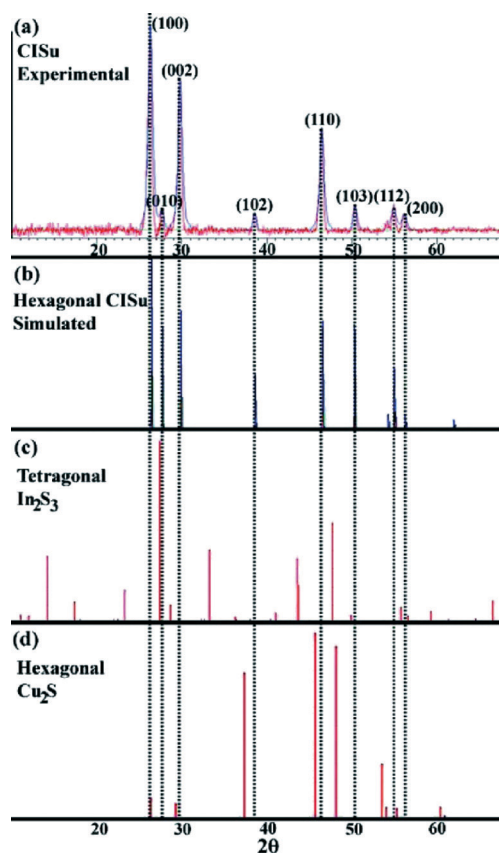 (a)
CISu
Experimental
(100)
(002)
(010)
(102)
(110)
(103)
(112)
(200)
20 30 40 50 60
(b)
Hexagonal CISu
Simulated
(c)
Tetragonal
In₂S₃
(d)
Hexagonal
Cu₂S
20 30 40 50 60
2θ